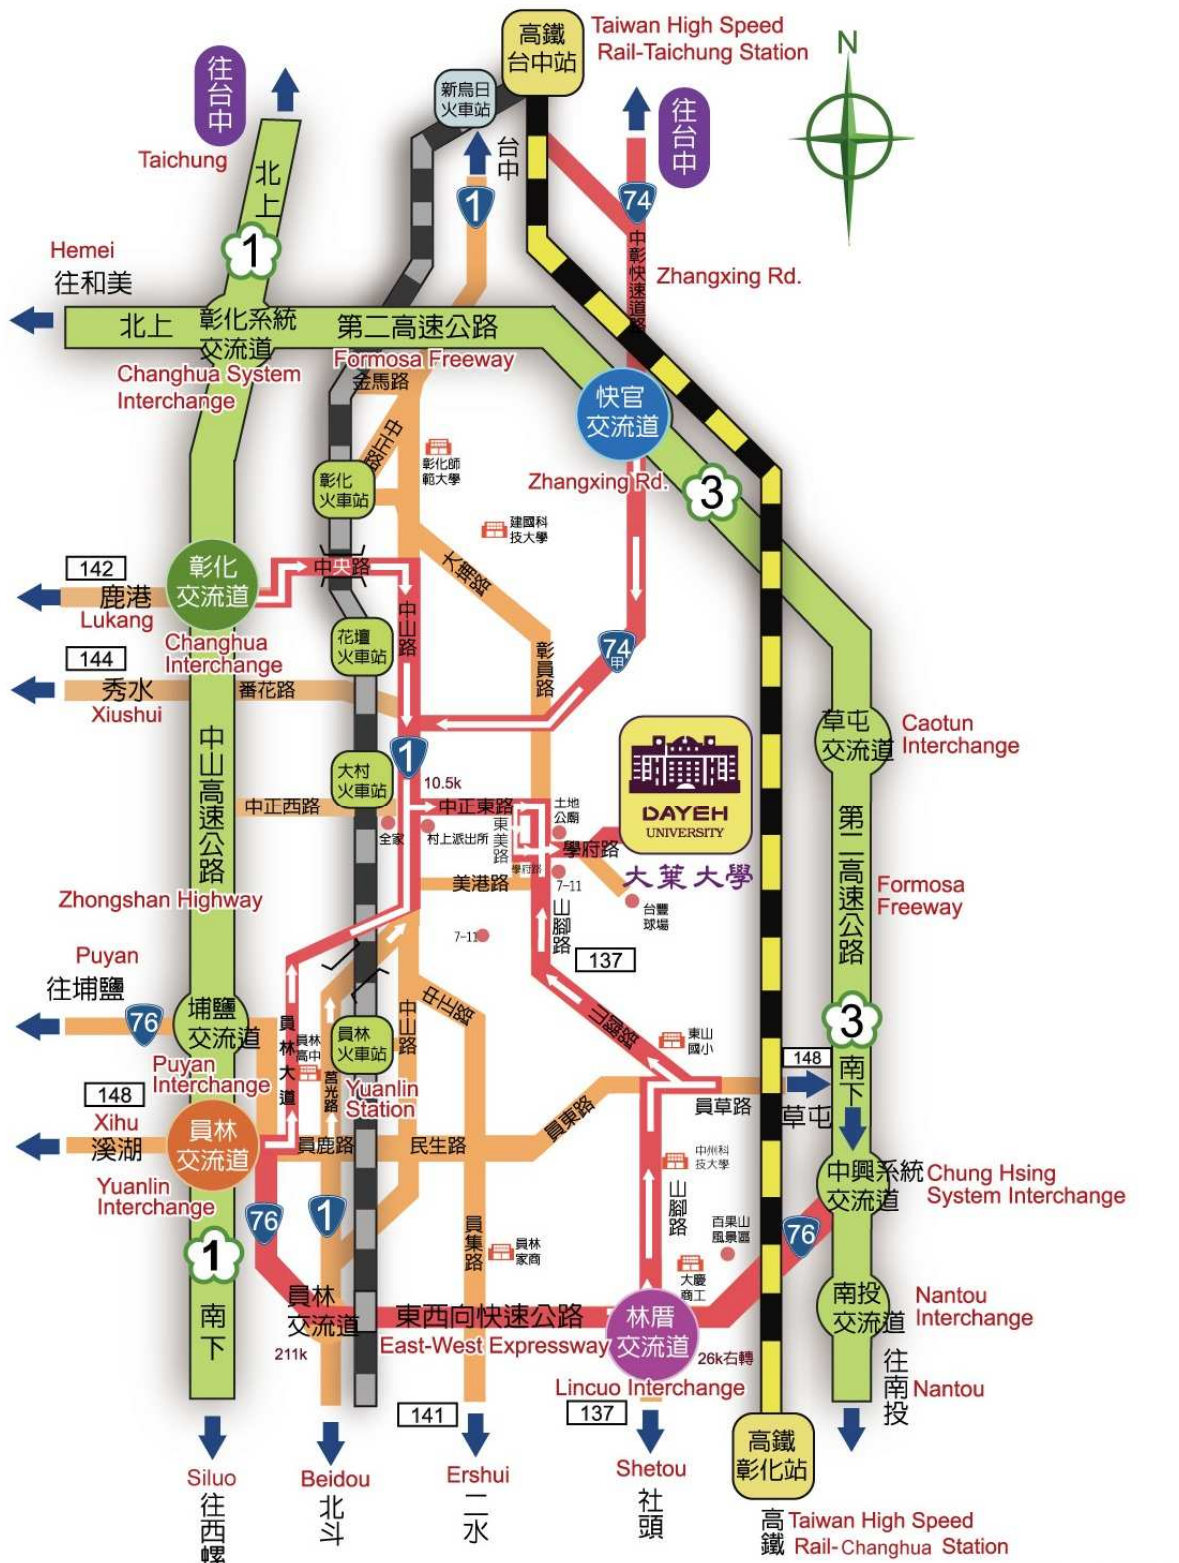 高鐵
台中站
Taiwan High Speed
Rail-Taichung Station
N
往台中
新烏日
火車站
台中
往台中
Taichung
北上
1
74
1
中彰快速道路
Hemei
往和美
Zhangxing Rd.
北上
彰化系統
交流道
第二高速公路
Formosa Freeway
Changhua System
Interchange
金馬路
快官
交流道
中正路
彰化師
範大學
彰化
火車站
Zhangxing Rd.
3
建國科
技大學
142
鹿港
Lukang
彰化
交流道
中央路
大埔路
Changhua
Interchange
中山路
花壇
火車站
彰員路
74
甲
144
秀水
Xiushui
番花路
草屯
交流道
Caotun
Interchange
中山高速公路
1
大村
火車站
10.5k
DAYEH
UNIVERSITY
大葉大學
中正西路
中正東路
土地
公廟
全家
村上派出所
東美路
學府路
學府路
第二高速公路
Zhongshan Highway
美港路
7-11
台豐
球場
Formosa
Freeway
7-11
山腳路
137
Puyan
往埔鹽
76
埔鹽
交流道
中正路
中山路
員林大道
員林
高中
員林
火車站
山腳路
東山
國小
3
Puyan
Interchange
莒光路
Yuanlin
Station
148
南下
148
Xihu
溪湖
員林
交流道
員東路
員草路
草屯
員鹿路
民生路
中州科
技大學
中興系統
交流道
Chung Hsing
System Interchange
Yuanlin
Interchange
76
1
山腳路
百果山
風景區
76
1
員集路
員林
家商
大慶
商工
南下
員林
交流道
東西向快速公路
林厝
交流道
南投
交流道
Nantou
Interchange
211k
East-West Expressway
26k右轉
往南投
Nantou
Lincuo Interchange
141
137
高鐵
彰化站
Siluo
往西螺
Beidou
北斗
Ershui
二水
Shetou
社頭
高鐵
Taiwan High Speed
Rail-Changhua Station